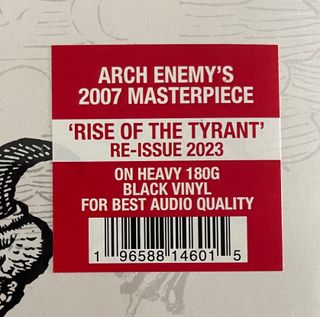 ARCH ENEMY'S
2007 MASTERPIECE
'RISE OF THE TYRANT'
RE-ISSUE 2023
ON HEAVY 180G
BLACK VINYL
FOR BEST AUDIO QUALITY
1 96588 14601 5